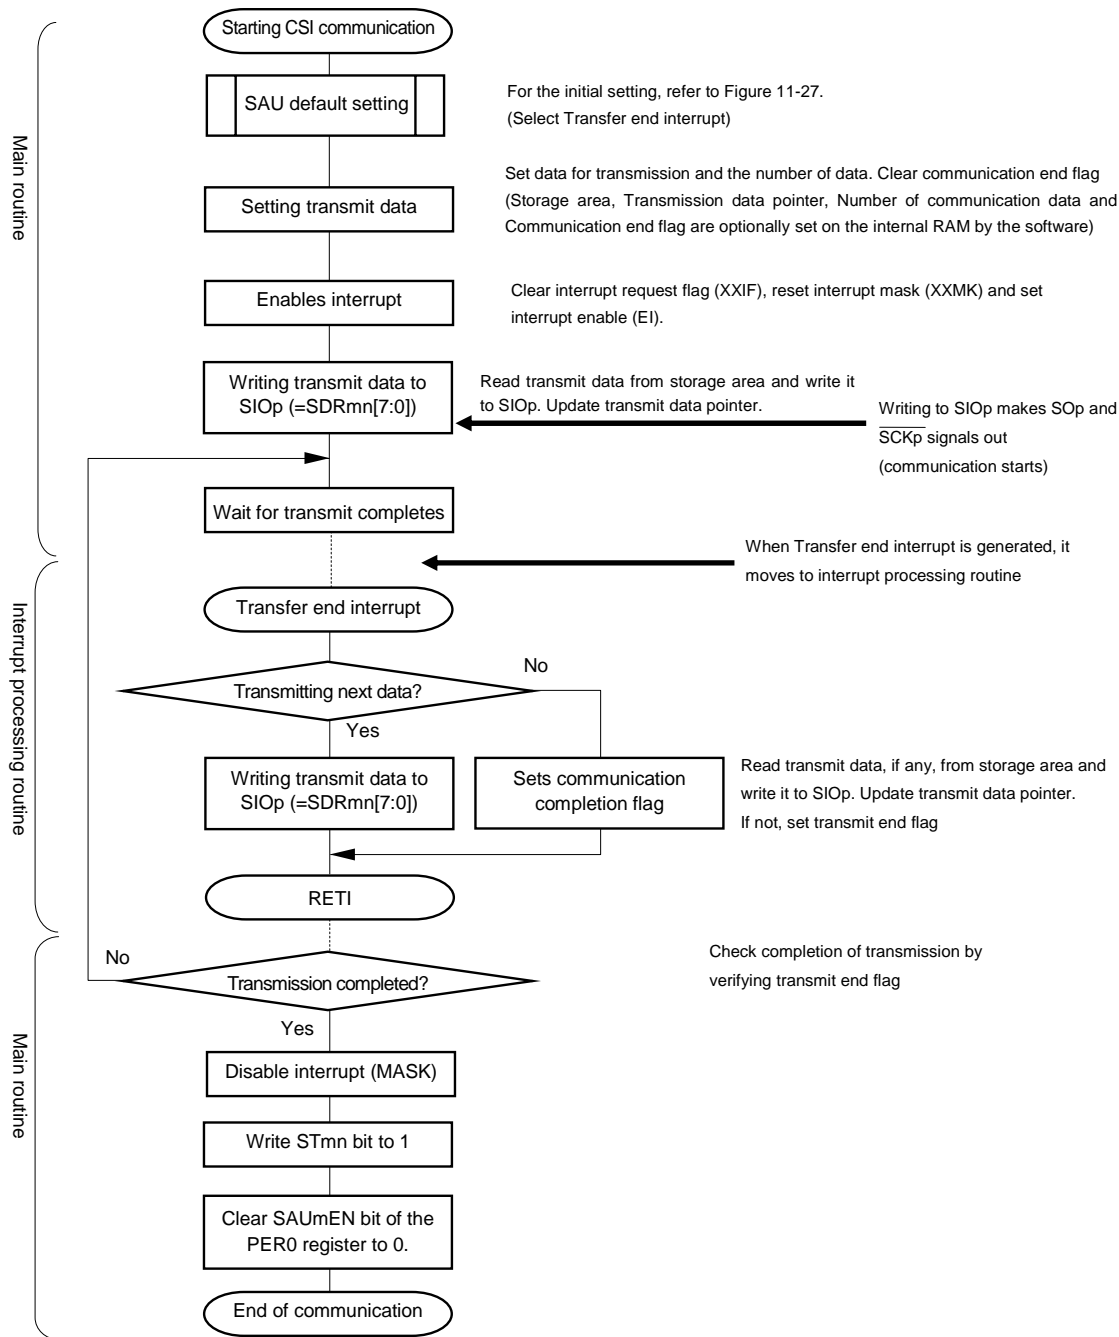 Starting CSI communication
Main routine
SAU default setting
For the initial setting, refer to Figure 11-27.
(Select Transfer end interrupt)
Setting transmit data
Set data for transmission and the number of data. Clear communication end flag
(Storage area, Transmission data pointer, Number of communication data and
Communication end flag are optionally set on the internal RAM by the software)
Enables interrupt
Clear interrupt request flag (XXIF), reset interrupt mask (XXMK) and set
interrupt enable (EI).
Writing transmit data to
SIOp (=SDRmn[7:0])
Read transmit data from storage area and write it
to SIOp. Update transmit data pointer.
Writing to SIOp makes SOp and
SCKp signals out
(communication starts)
Wait for transmit completes
When Transfer end interrupt is generated, it
moves to interrupt processing routine
Interrupt processing routine
Transfer end interrupt
Transmitting next data?
No
Yes
Writing transmit data to
SIOp (=SDRmn[7:0])
Sets communication
completion flag
Read transmit data, if any, from storage area and
write it to SIOp. Update transmit data pointer.
If not, set transmit end flag
RETI
Main routine
No
Transmission completed?
Check completion of transmission by
verifying transmit end flag
Yes
Disable interrupt (MASK)
Write STmn bit to 1
Clear SAUmEN bit of the
PER0 register to 0.
End of communication